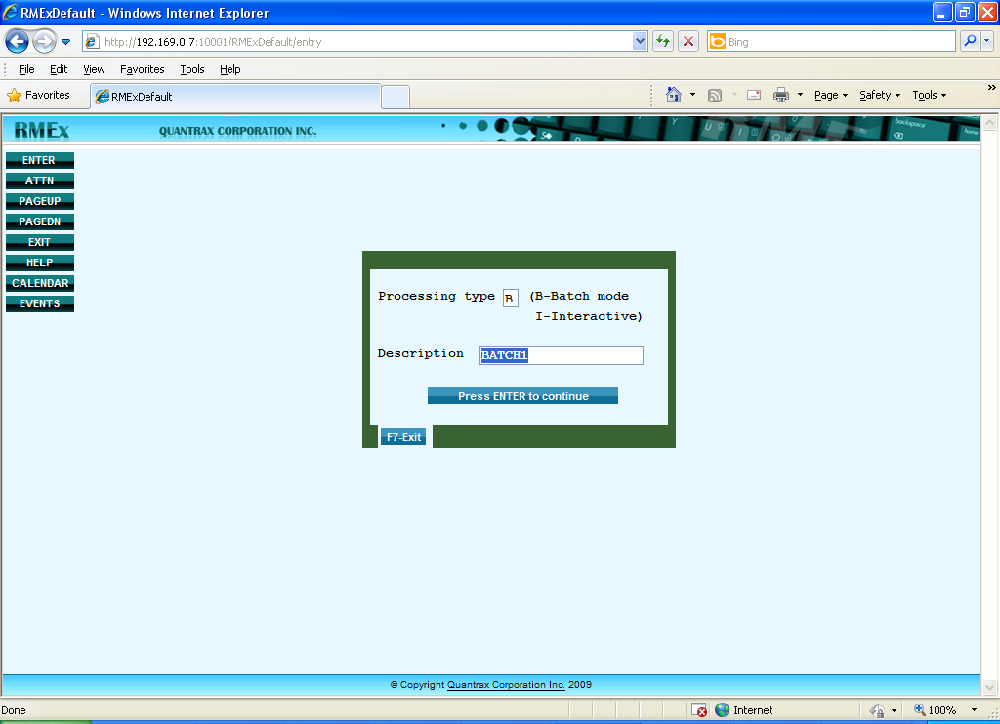 RMExDefault - Windows Internet Explorer
http://192.169.0.7:10001/RMExDefault/entry
Bing
File Edit View Favorites Tools Help
Favorites
RMExDefault
Page Safety Tools
RMEx
QUANTRAX CORPORATION INC.
backspace
home
Y
U
I
O
ENTER
ATTN
PAGEUP
PAGEDN
EXIT
HELP
CALENDAR
EVENTS
Processing type B (B-Batch mode
I-Interactive)
Description BATCH1
Press ENTER to continue
F7-Exit
© Copyright Quantrax Corporation Inc. 2009
Done
Internet
100%